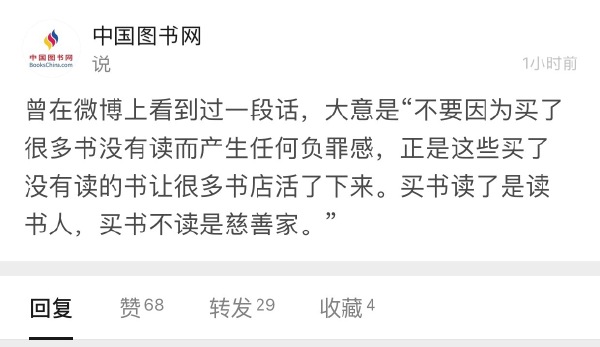 中国图书网
中国图书网
BooksChina.com
说
1小时前
曾在微博上看到过一段话，大意是“不要因为买了
很多书没有读而产生任何负罪感，正是这些买了
没有读的书让很多书店活了下来。买书读了是读
书人，买书不读是慈善家。”
回复 赞 68 转发 29 收藏 4